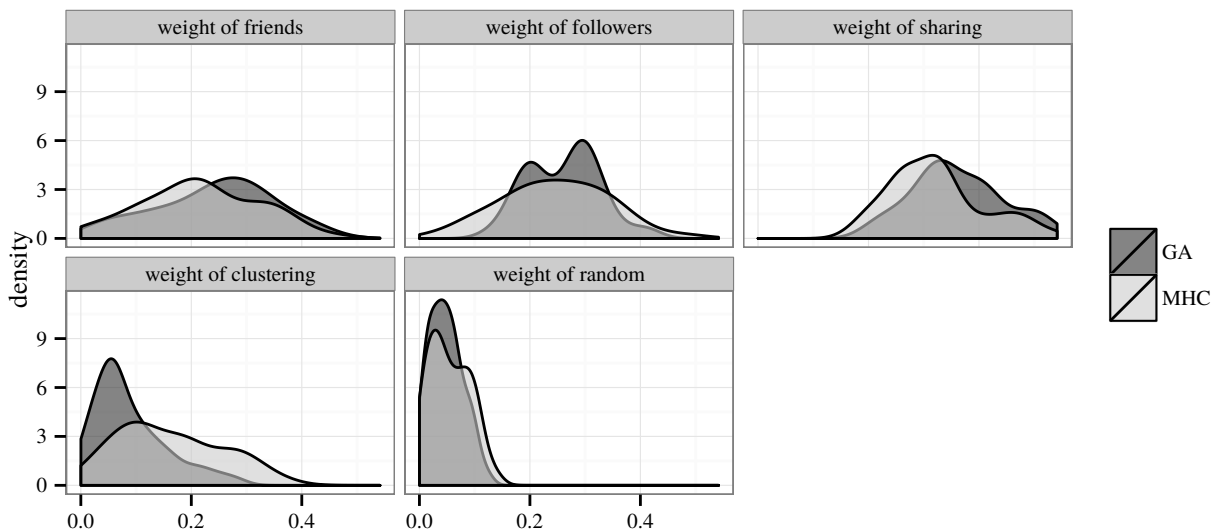 weight of friends
weight of followers
weight of sharing
9
6
3
0
density
GA
MHC
weight of clustering
weight of random
9
6
3
0
0.0
0.2
0.4
0.0
0.2
0.4